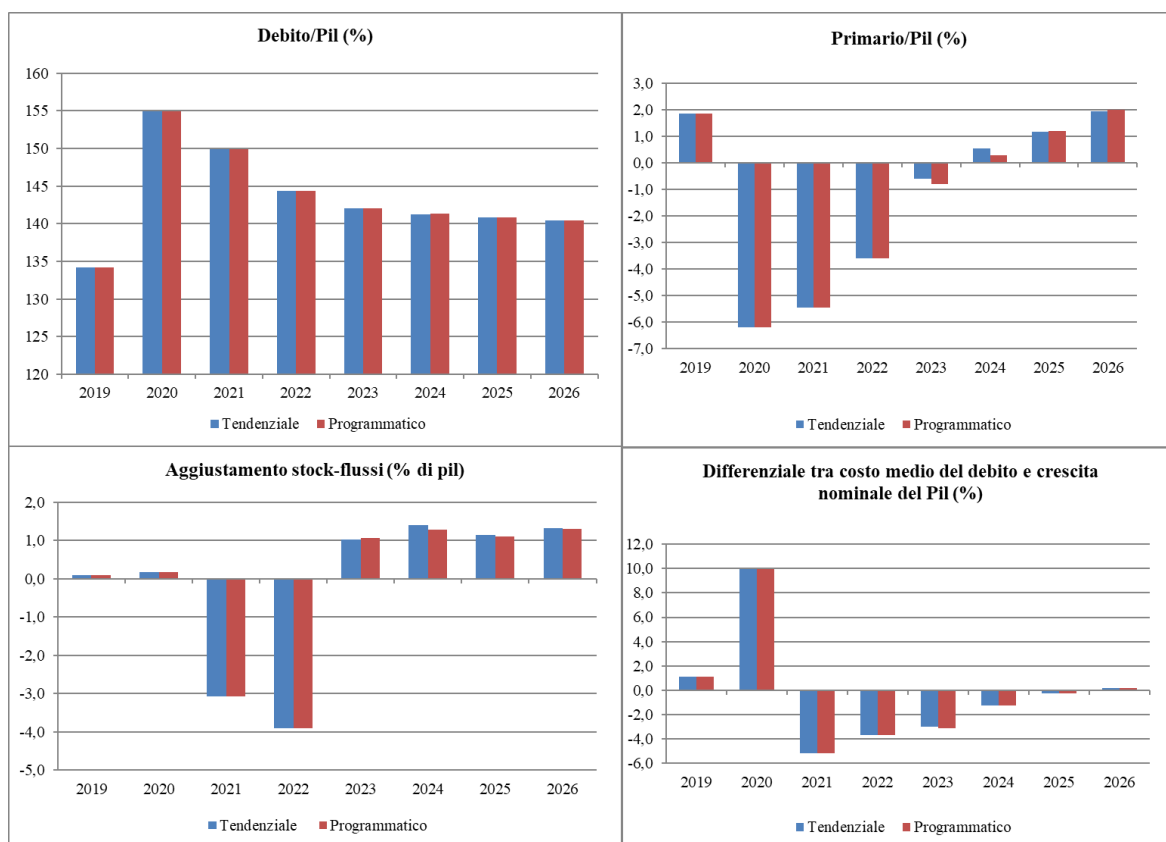 Debito/Pil (%)
160
155
150
145
140
135
130
125
120
2019 2020 2021 2022 2023 2024 2025 2026
Tendenziale Programmatico
Primario/Pil (%)
3,0
2,0
1,0
0,0
-1,0
-2,0
-3,0
-4,0
-5,0
-6,0
-7,0
2019 2020 2021 2022 2023 2024 2025 2026
Tendenziale Programmatico
Aggiustamento stock-flussi (% di pil)
2,0
1,0
0,0
-1,0
-2,0
-3,0
-4,0
-5,0
2019 2020 2021 2022 2023 2024 2025 2026
Tendenziale Programmatico
Differenziale tra costo medio del debito e crescita
nominale del Pil (%)
12,0
10,0
8,0
6,0
4,0
2,0
0,0
-2,0
-4,0
-6,0
2019 2020 2021 2022 2023 2024 2025 2026
Tendenziale Programmatico